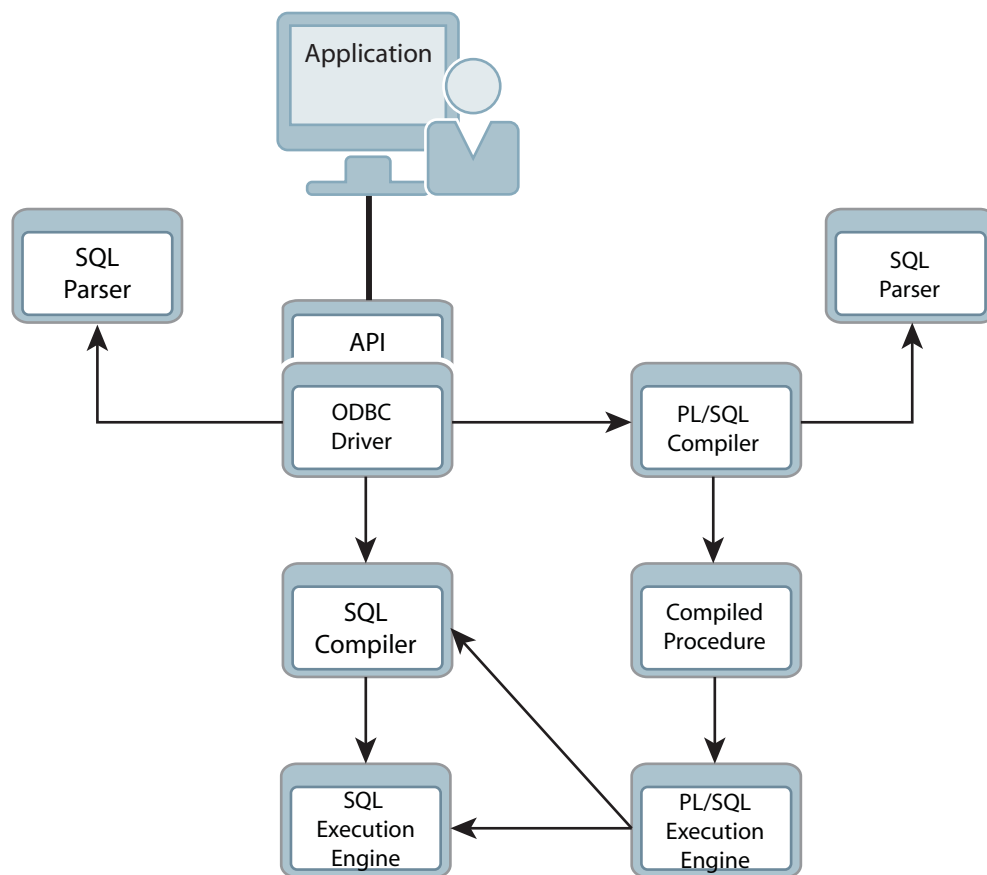 Application
SQL
Parser
SQL
Parser
API
ODBC
Driver
PL/SQL
Compiler
SQL
Compiler
Compiled
Procedure
SQL
Execution
Engine
PL/SQL
Execution
Engine